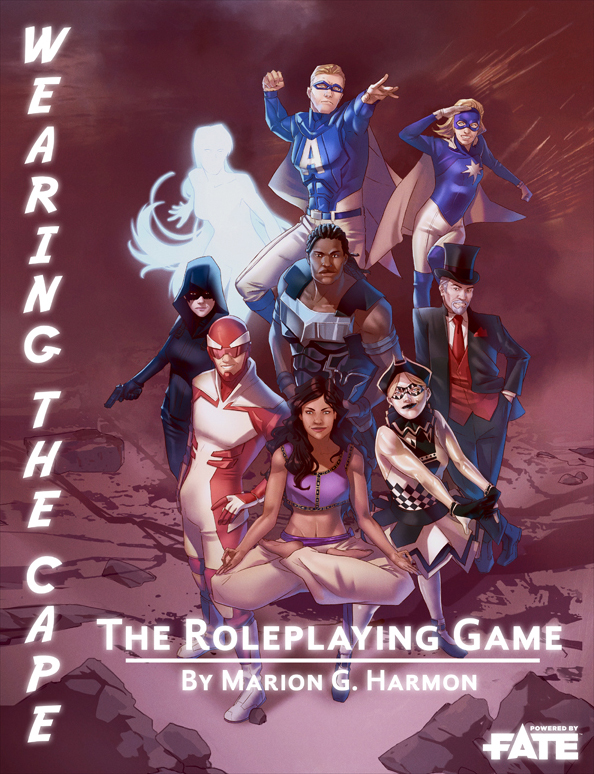 WEARING THE CAPE
THE ROLEPLAYING GAME
BY MARION G. HARMON
A
POWERED BY
FATE